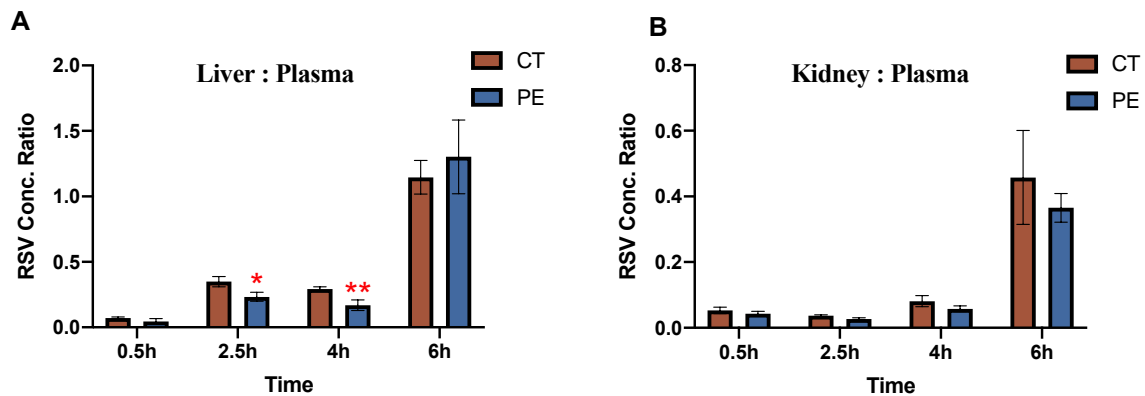 A
Liver : Plasma
CT
PE
RSV Conc. Ratio
2.0
1.5
1.0
0.5
0.0
*
**
0.5h 2.5h 4h 6h
Time
B
Kidney : Plasma
CT
PE
RSV Conc. Ratio
0.8
0.6
0.4
0.2
0.0
0.5h 2.5h 4h 6h
Time